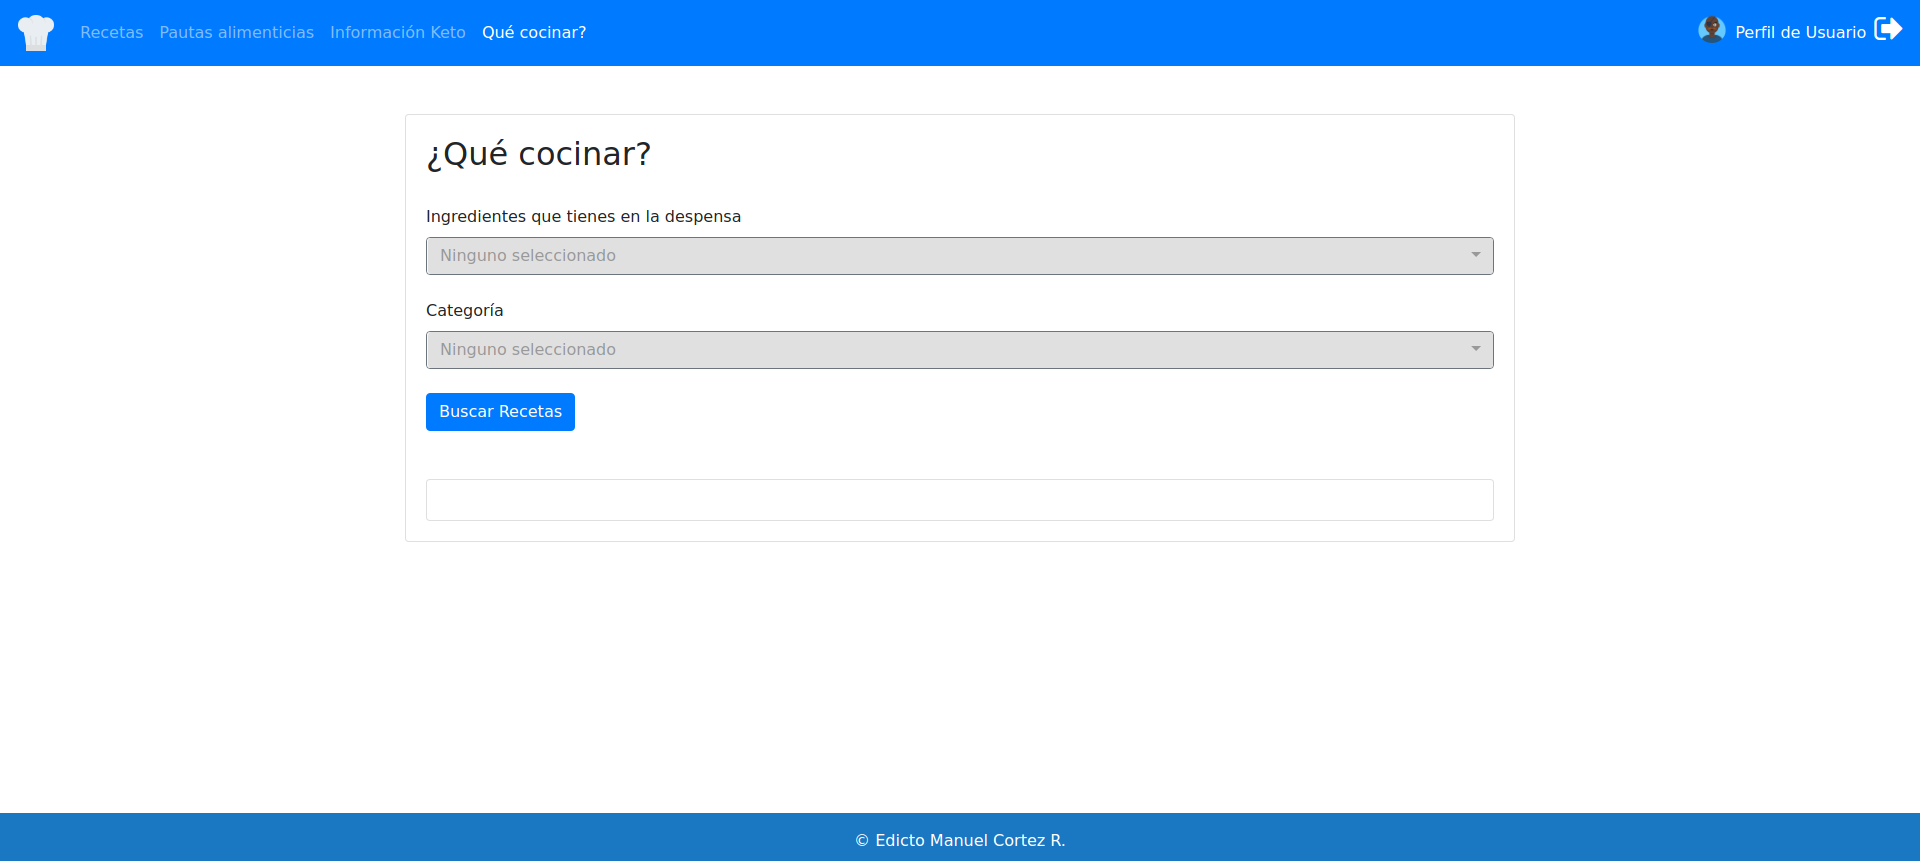 Recetas Pautas alimenticias Información Keto Qué cocinar? Perfil de Usuario
¿Qué cocinar?
Ingredientes que tienes en la despensa
Ninguno seleccionado
Categoría
Ninguno seleccionado
Buscar Recetas
© Edicto Manuel Cortez R.